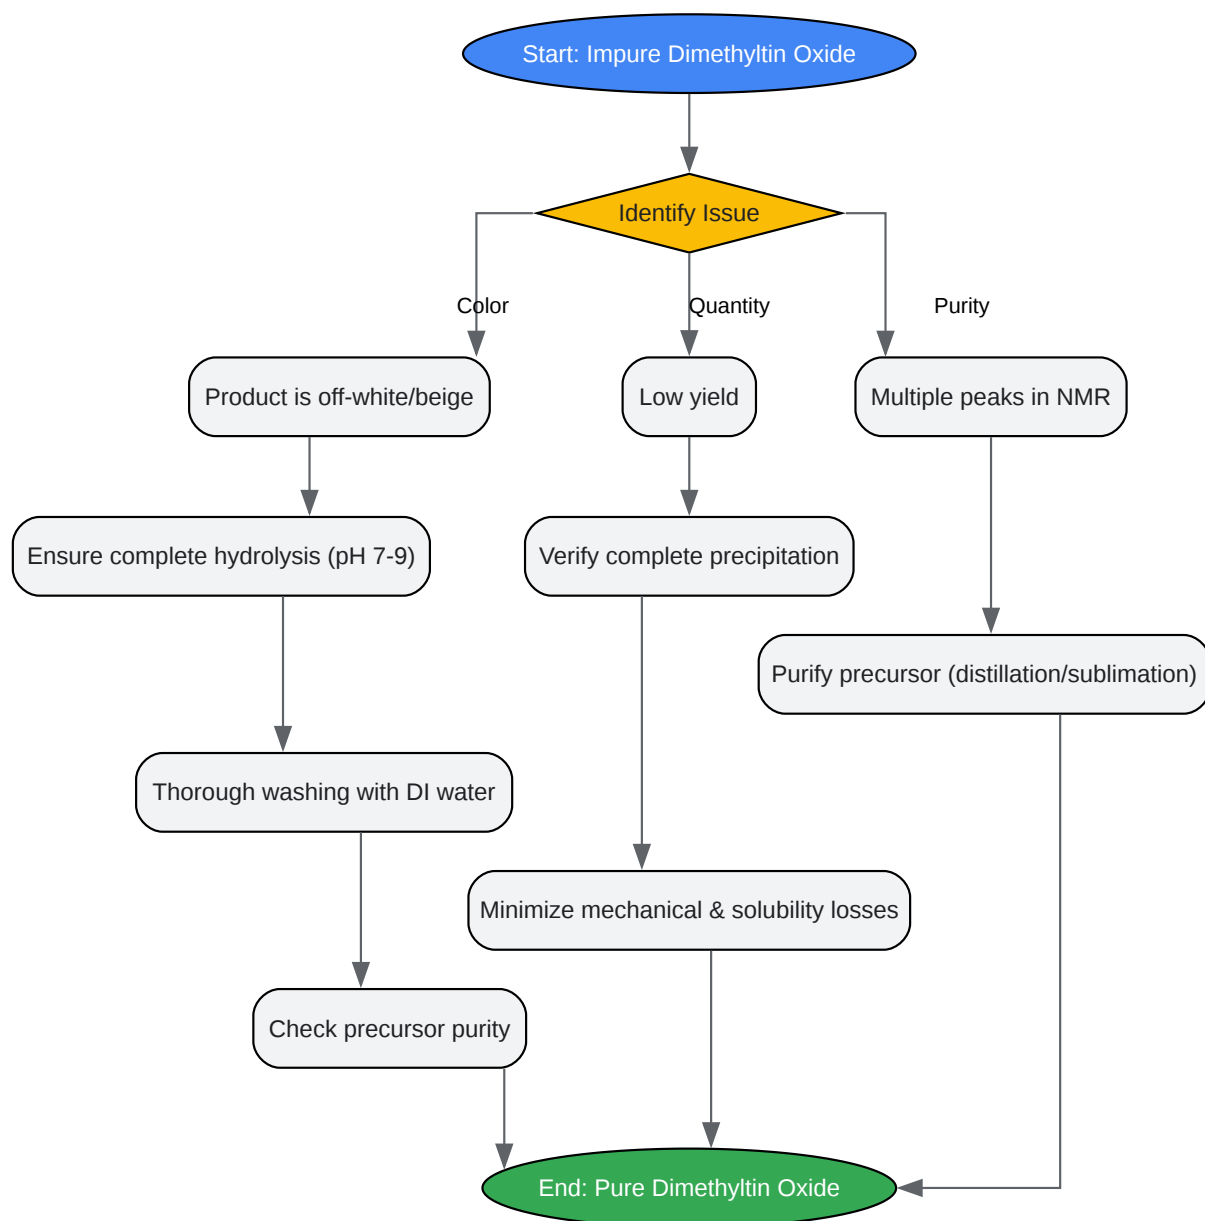 Start: Impure Dimethyltin Oxide
Identify Issue
Color
Quantity
Purity
Product is off-white/beige
Low yield
Multiple peaks in NMR
Ensure complete hydrolysis (pH 7-9)
Verify complete precipitation
Purify precursor (distillation/sublimation)
Thorough washing with DI water
Minimize mechanical & solubility losses
Check precursor purity
End: Pure Dimethyltin Oxide